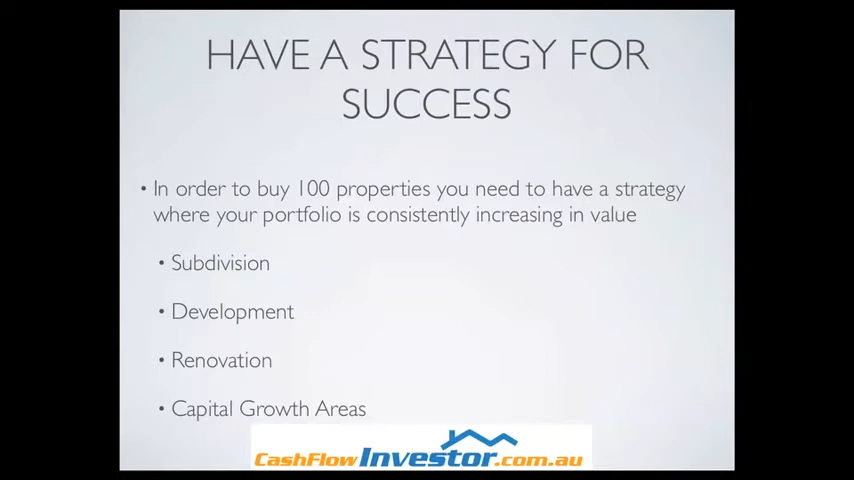 HAVE A STRATEGY FOR
SUCCESS
• In order to buy 100 properties you need to have a strategy
where your portfolio is consistently increasing in value
• Subdivision
• Development
• Renovation
• Capital Growth Areas
CashFlowInvestor.com.au